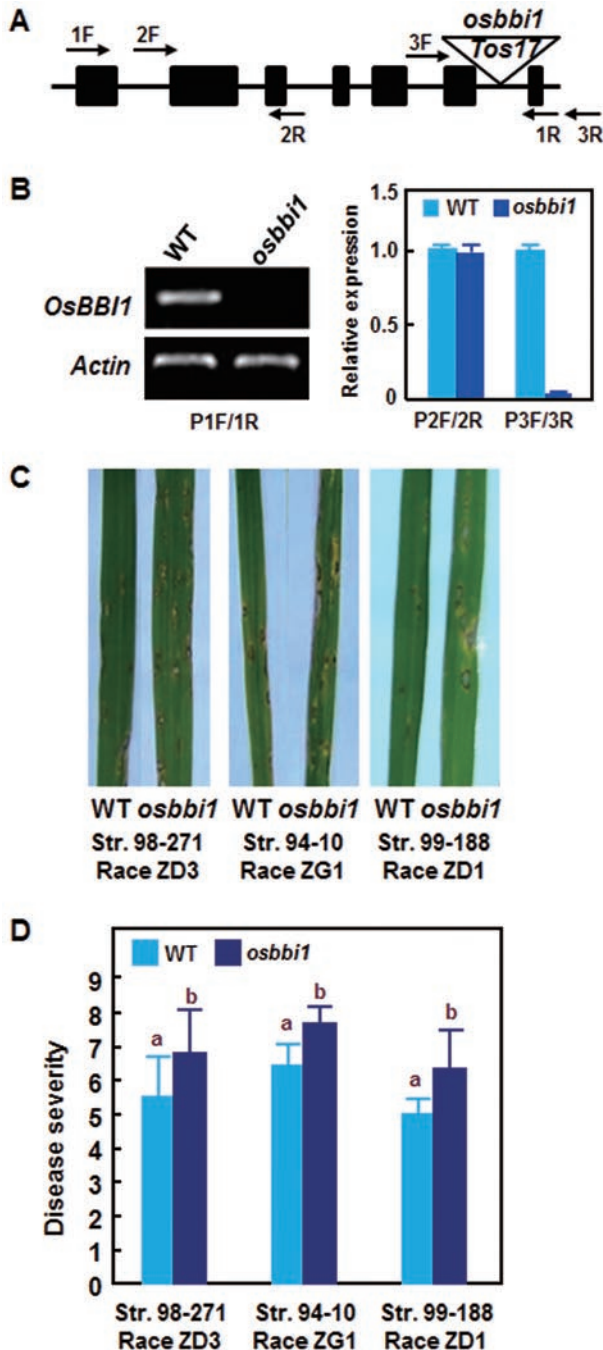 A
osbbi1
Tos17
1F
2F
3F
2R
1R
3R
B
WT
osbbi1
OsBBI1
Actin
P1F/1R
WT
osbbi1
Relative expression
1.5
1.0
0.5
0
P2F/2R
P3F/3R
C
WT osbbi1
WT osbbi1
WT osbbi1
Str. 98-271
Race ZD3
Str. 94-10
Race ZG1
Str. 99-188
Race ZD1
D
WT
osbbi1
Disease severity
9
8
7
6
5
4
3
2
1
0
a
b
a
b
a
b
Str. 98-271
Race ZD3
Str. 94-10
Race ZG1
Str. 99-188
Race ZD1